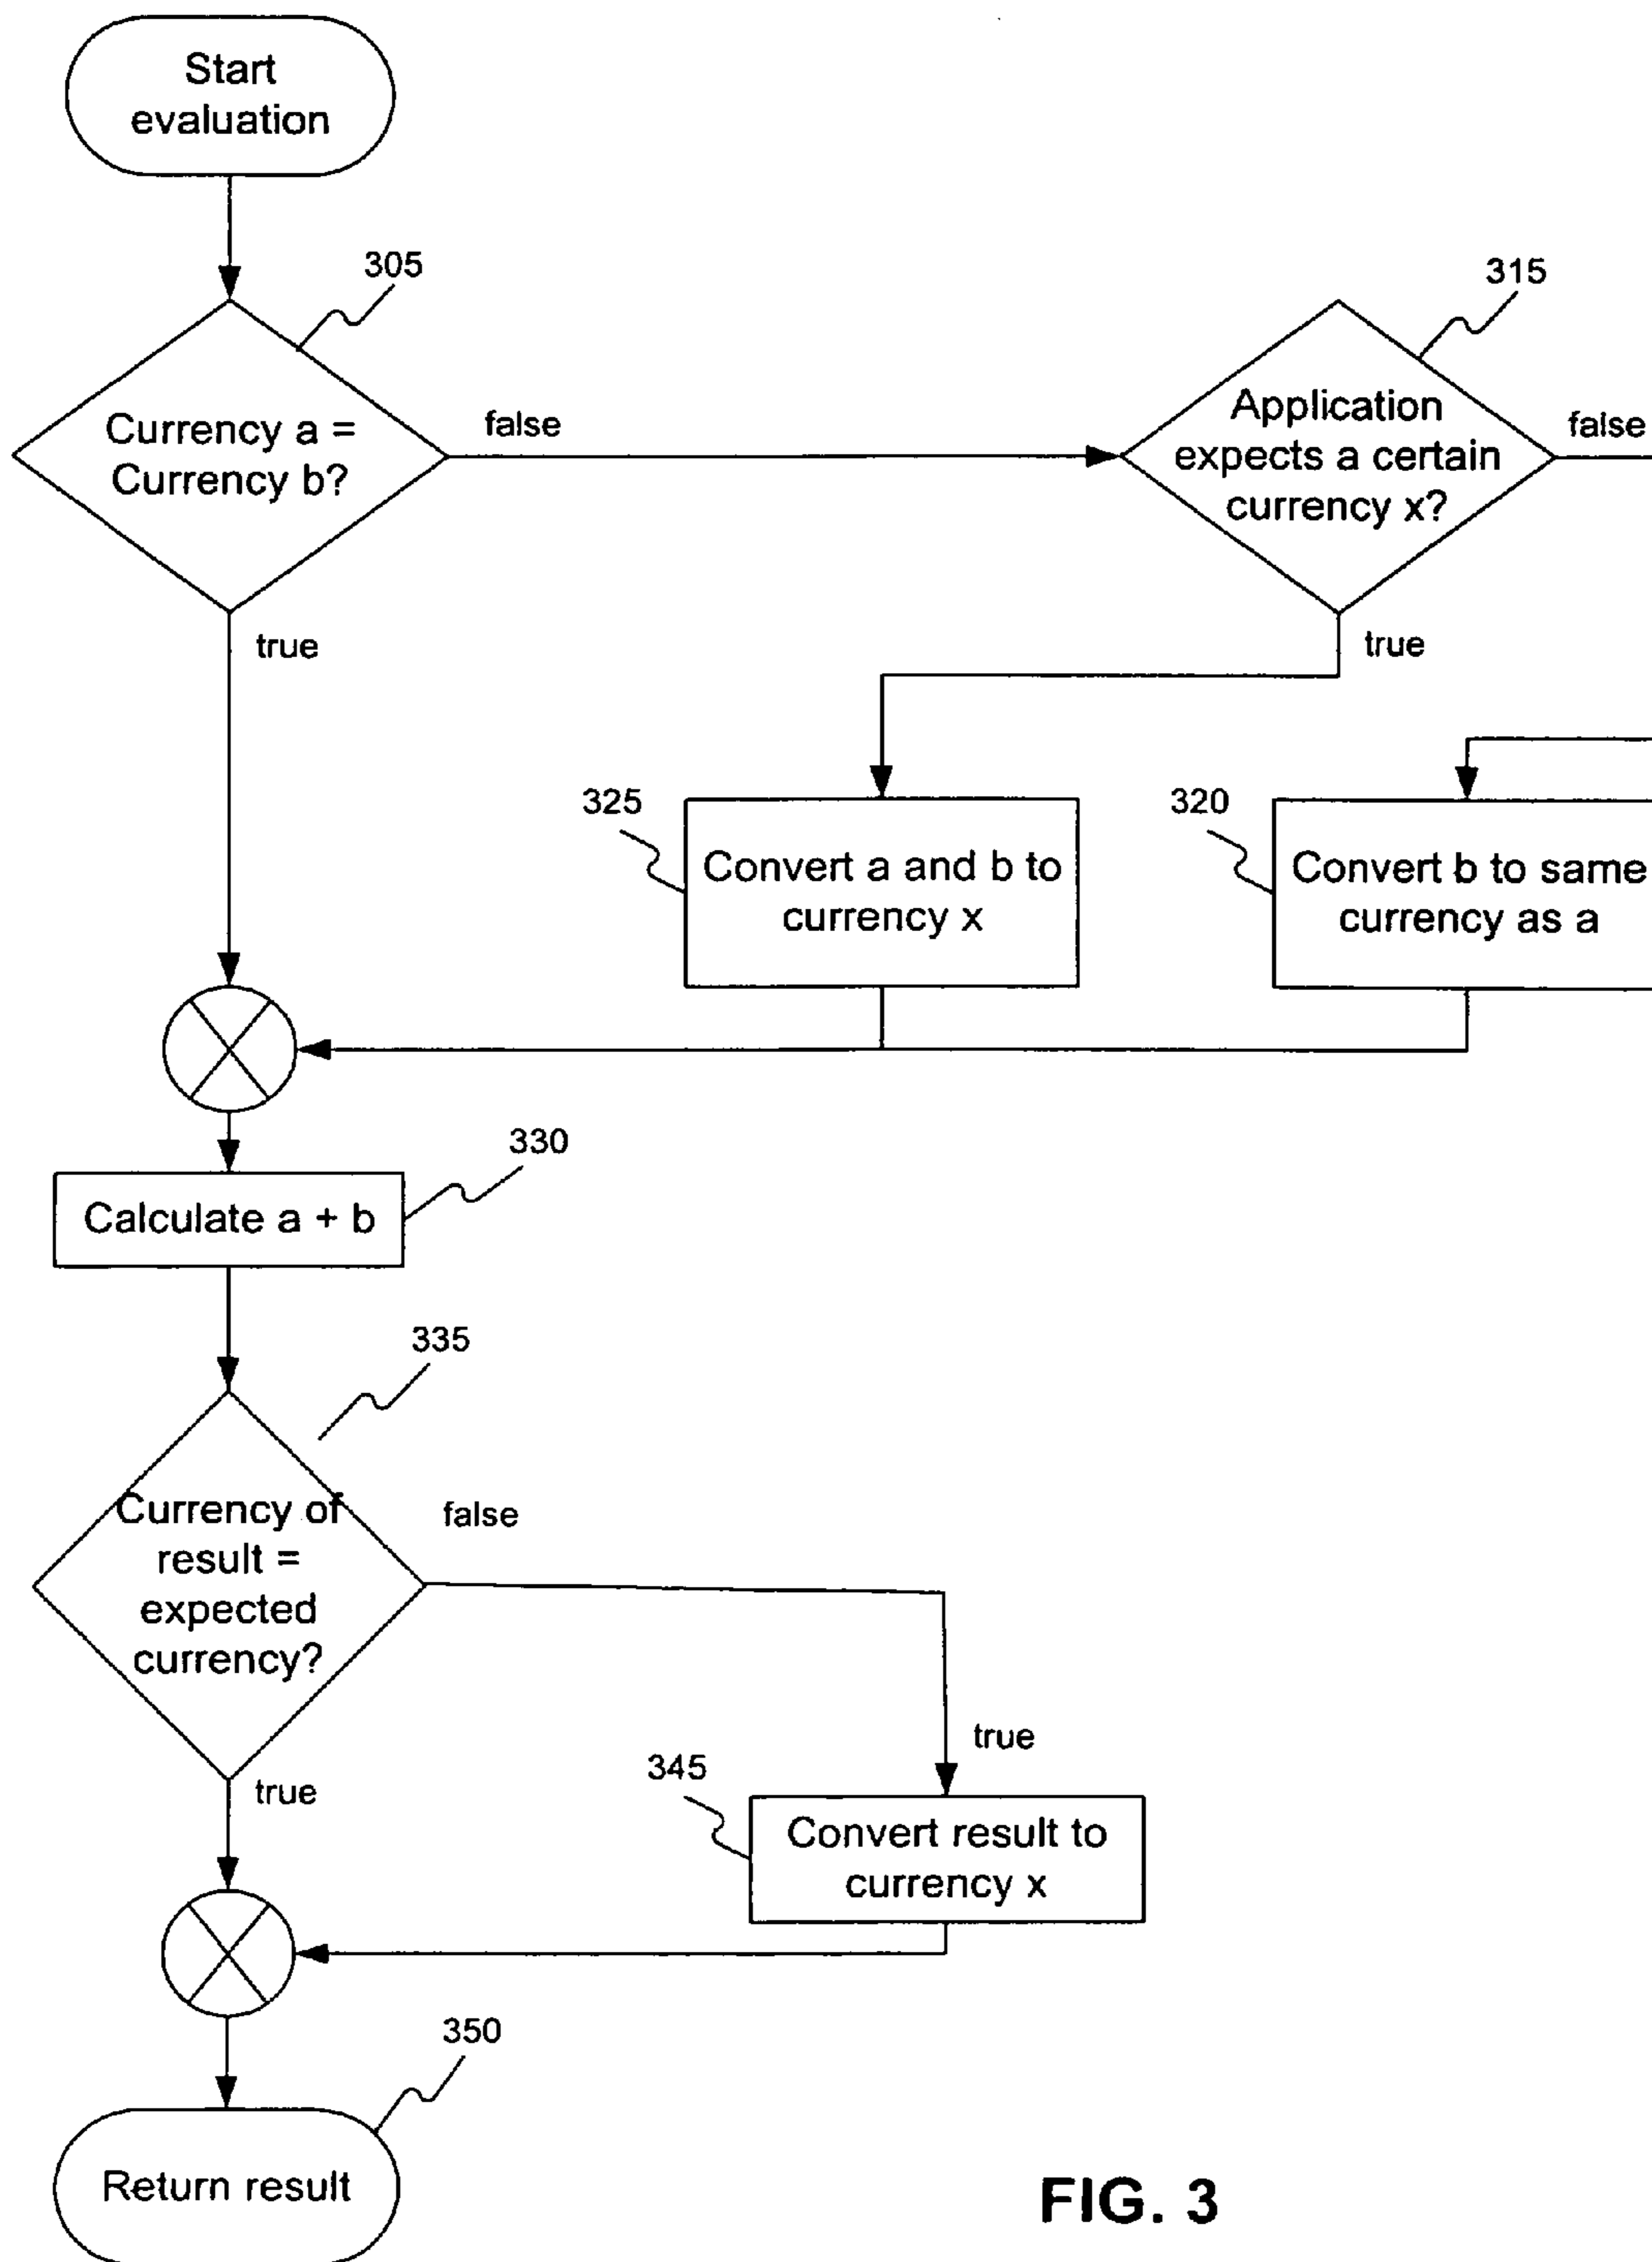 Start
evaluation
305
Currency a =
Currency b?
false
315
Application
expects a certain
currency x?
false
true
true
325
Convert a and b to
currency x
320
Convert b to same
currency as a
330
Calculate a + b
335
Currency of
result =
expected
currency?
false
true
true
345
Convert result to
currency x
350
Return result
FIG. 3